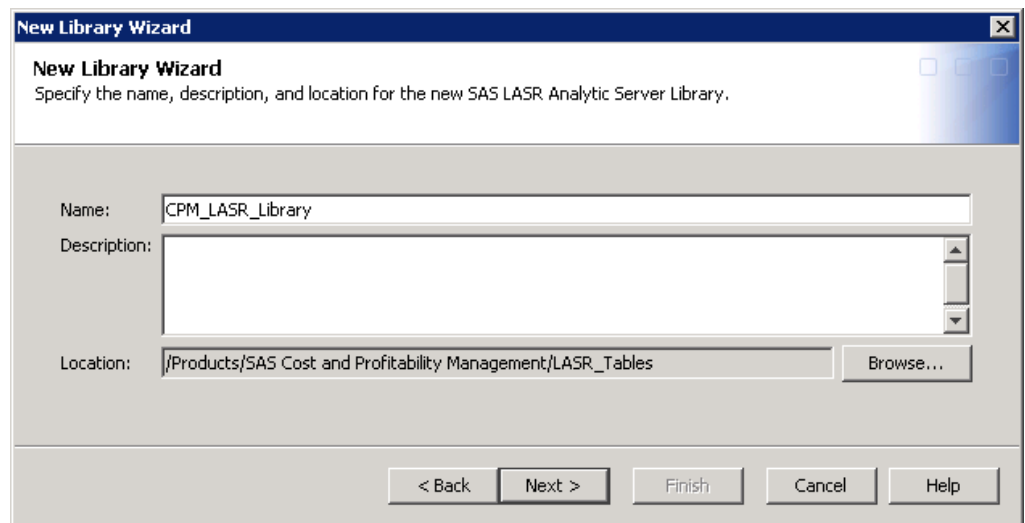 New Library Wizard
New Library Wizard
Specify the name, description, and location for the new SAS LASR Analytic Server Library.
Name: CPM_LASR_Library
Description:
Location: /Products/SAS Cost and Profitability Management/LASR_Tables Browse...
< Back Next > Finish Cancel Help